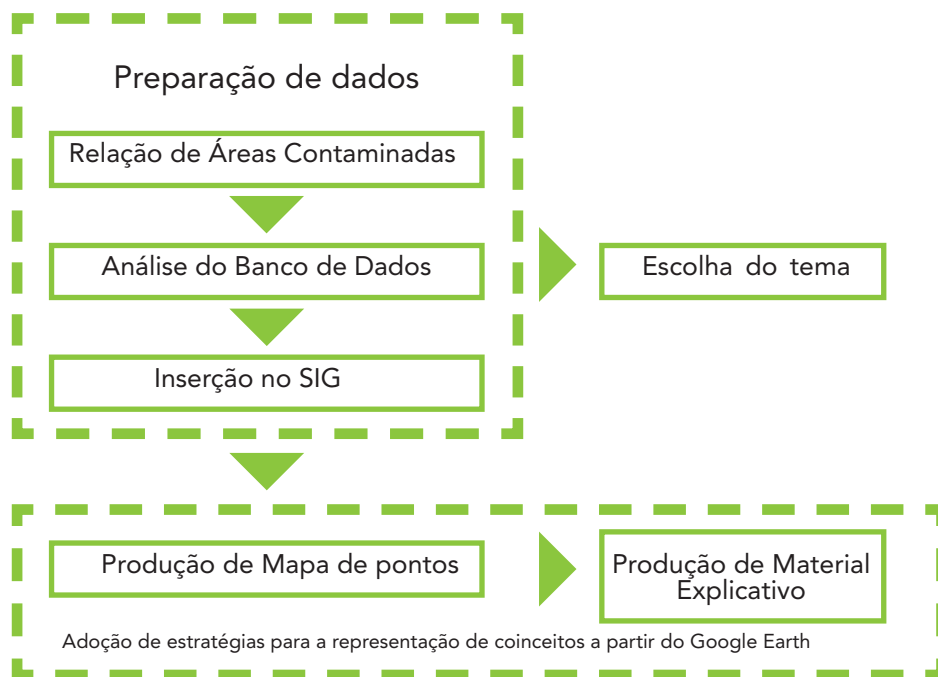 Preparação de dados
Relação de Áreas Contaminadas
Análise do Banco de Dados
Escolha do tema
Inserção no SIG
Produção de Mapa de pontos
Produção de Material
Explicativo
Adoção de estratégias para a representação de coinceitos a partir do Google Earth